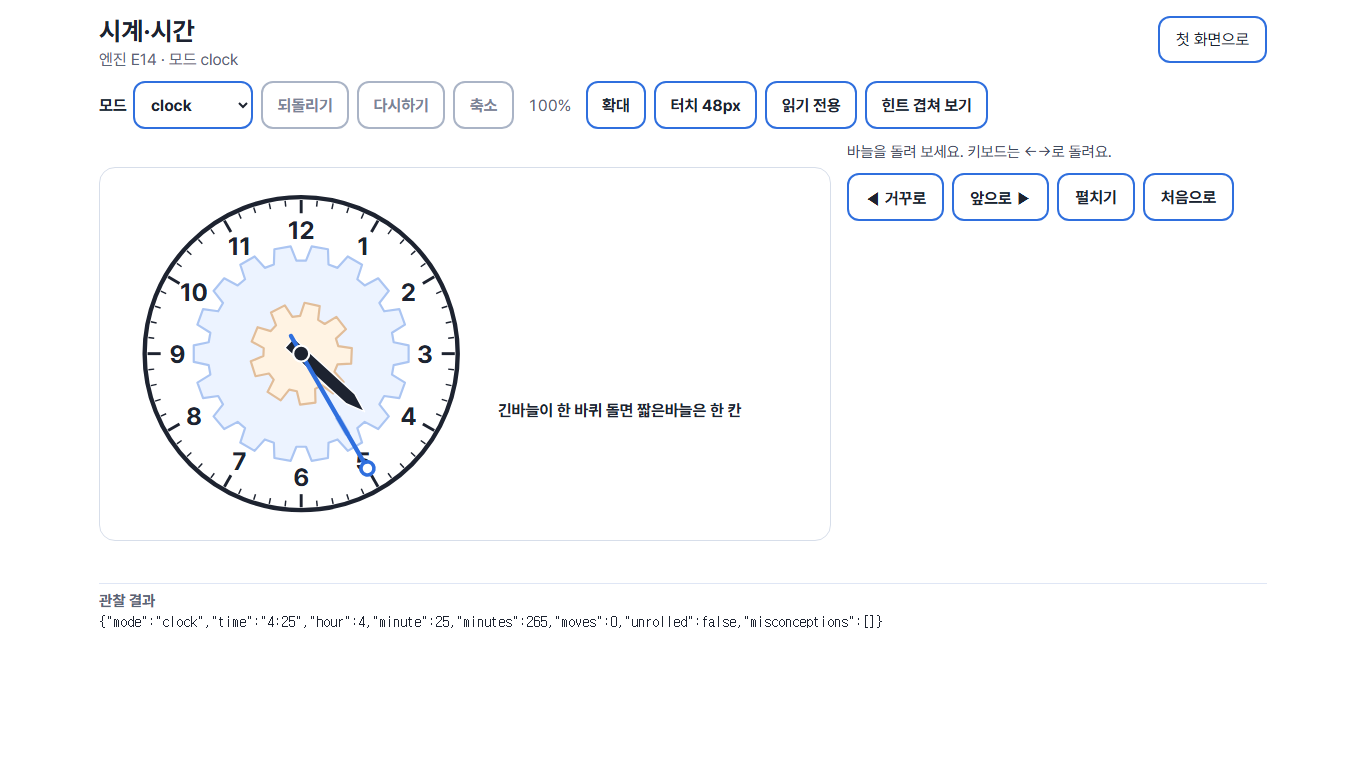 시계·시간
엔진 E14 · 모드 clock
첫 화면으로
모드 clock 되돌리기 다시하기 축소 100% 확대 터치 48px 읽기 전용 힌트 겹쳐 보기
바늘을 돌려 보세요. 키보드는 ←→로 돌려요.
◀ 거꾸로 앞으로 ▶ 펼치기 처음으로
12
11 1
10 2
9 3
8 4
7 5
6
긴바늘이 한 바퀴 돌면 짧은바늘은 한 칸
관찰 결과
{"mode":"clock","time":"4:25","hour":4,"minute":25,"minutes":265,"moves":0,"unrolled":false,"misconceptions":[]}